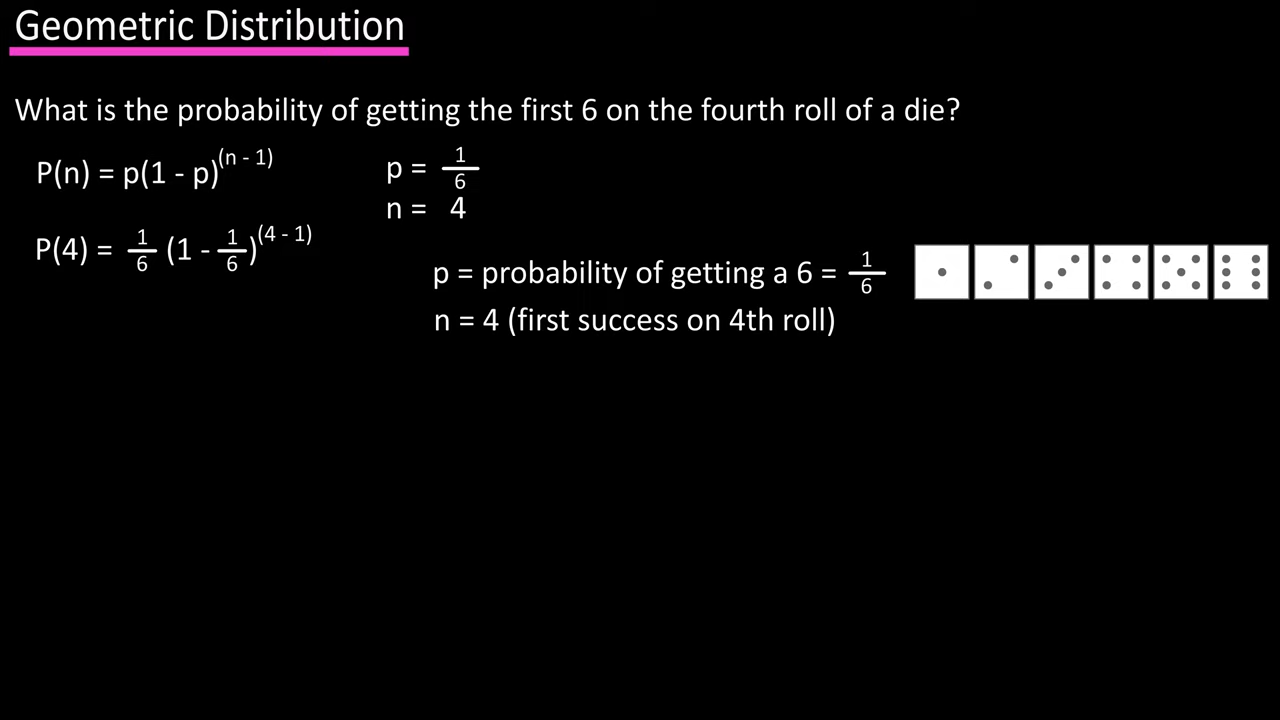 Geometric Distribution
What is the probability of getting the first 6 on the fourth roll of a die?
P(n) = p(1 - p)^(n - 1)
p = 1/6
n = 4
P(4) = 1/6 (1 - 1/6)^(4 - 1)
p = probability of getting a 6 = 1/6
n = 4 (first success on 4th roll)